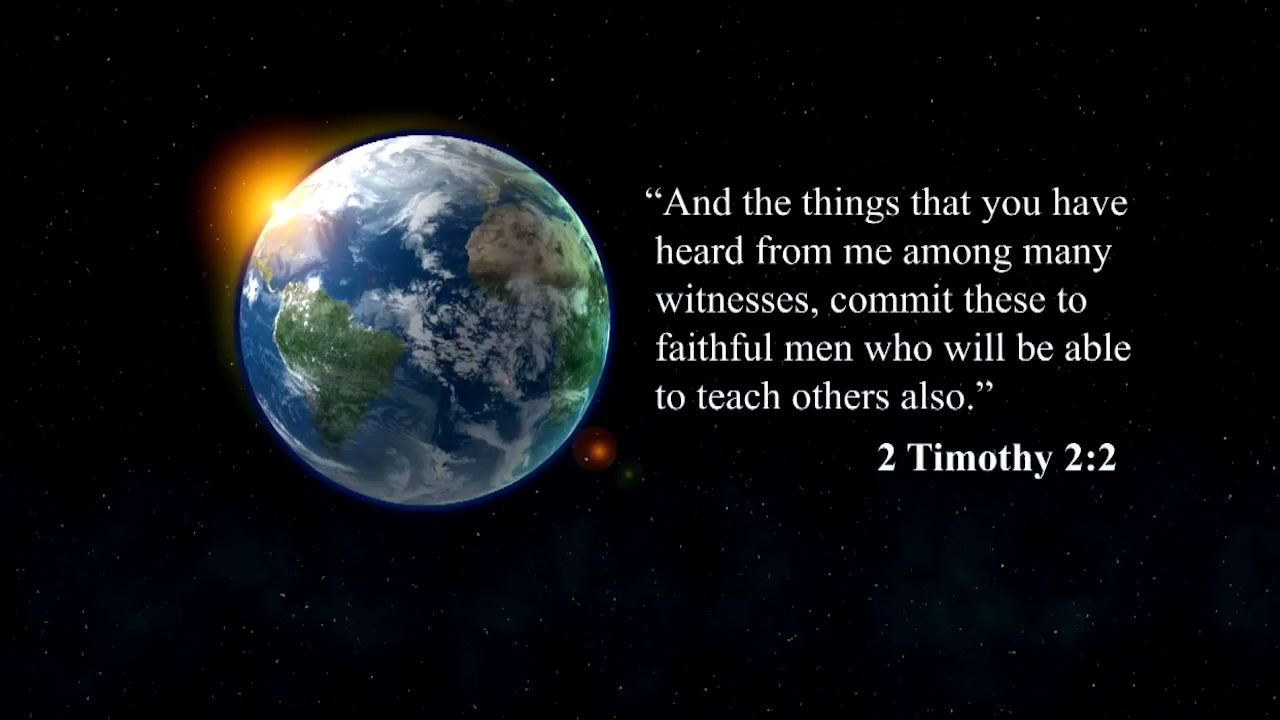 “And the things that you have
heard from me among many
witnesses, commit these to
faithful men who will be able
to teach others also.”
2 Timothy 2:2